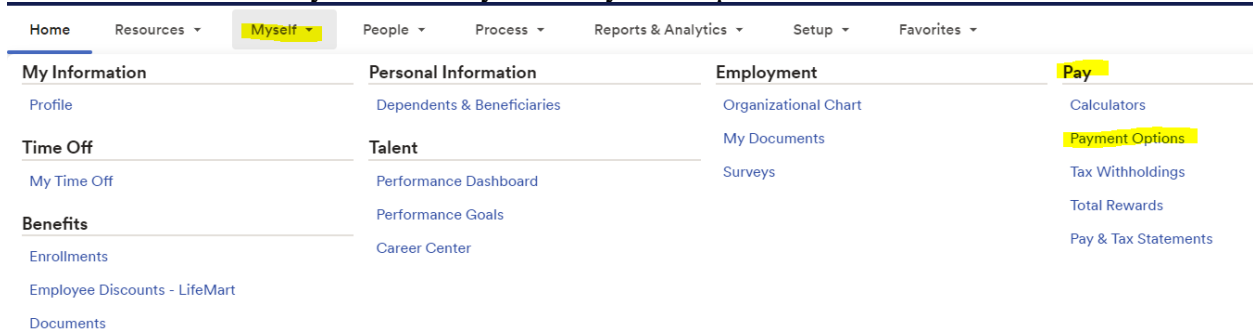 Home Resources Myself People Process Reports & Analytics Setup Favorites
My Information
Profile
Time Off
My Time Off
Benefits
Enrollments
Employee Discounts - LifeMart
Documents
Personal Information
Dependents & Beneficiaries
Talent
Performance Dashboard
Performance Goals
Career Center
Employment
Organizational Chart
My Documents
Surveys
Pay
Calculators
Payment Options
Tax Withholdings
Total Rewards
Pay & Tax Statements